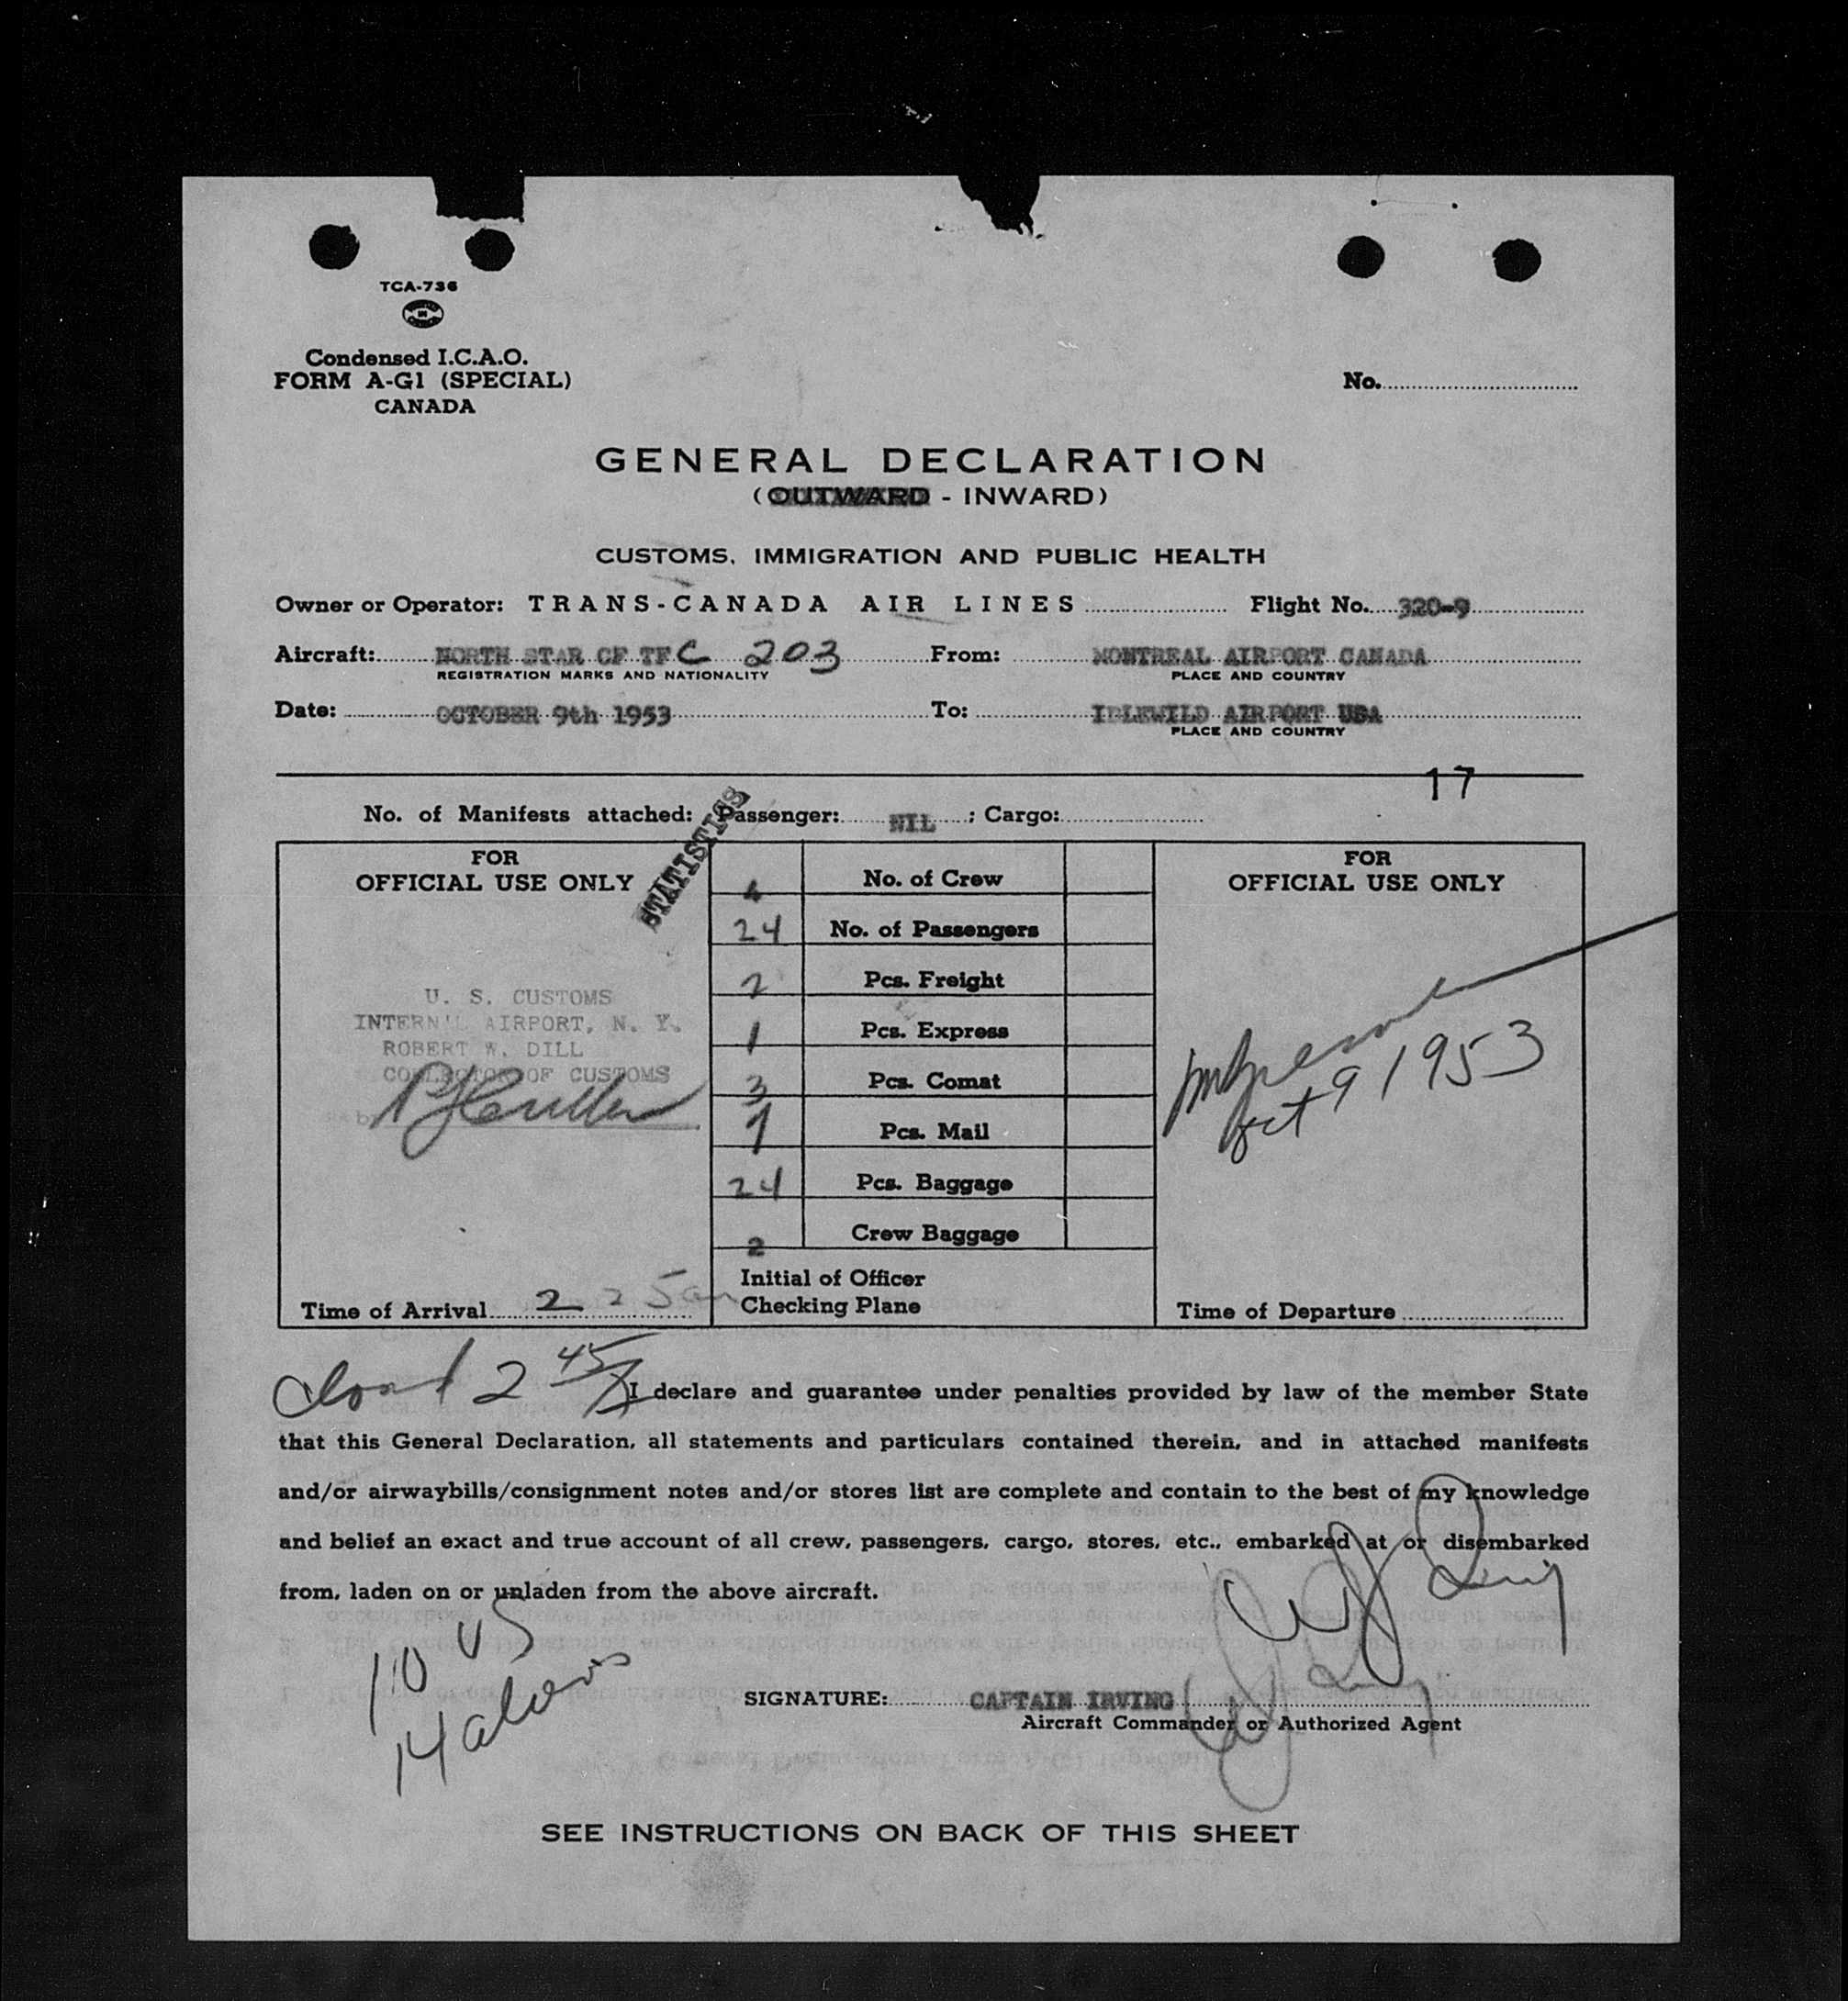 TCA-736
Condensed I.C.A.O.
FORM A-G1 (SPECIAL)
CANADA
No.
GENERAL DECLARATION
(OUTWARD - INWARD)
CUSTOMS, IMMIGRATION AND PUBLIC HEALTH
Owner or Operator: TRANS-CANADA AIR LINES Flight No. 320-9
Aircraft: NORTH STAR CF TFC 203 From: MONTREAL AIRPORT CANADA
REGISTRATION MARKS AND NATIONALITY PLACE AND COUNTRY
Date: OCTOBER 9th 1953 To: IDLEWILD AIRPORT USA
PLACE AND COUNTRY
17
No. of Manifests attached: Passenger: NIL ; Cargo:
STATISTICS
FOR
OFFICIAL USE ONLY
U. S. CUSTOMS
INTERN'L AIRPORT, N. Y.
ROBERT W. DILL
COLLECTOR OF CUSTOMS
Time of Arrival 2 25 am
4 No. of Crew
24 No. of Passengers
2 Pcs. Freight
1 Pcs. Express
3 Pcs. Comat
1 Pcs. Mail
24 Pcs. Baggage
2 Crew Baggage
Initial of Officer
Checking Plane
FOR
OFFICIAL USE ONLY
Oct 9 1953
Time of Departure
2 45
I declare and guarantee under penalties provided by law of the member State
that this General Declaration, all statements and particulars contained therein, and in attached manifests
and/or airwaybills/consignment notes and/or stores list are complete and contain to the best of my knowledge
and belief an exact and true account of all crew, passengers, cargo, stores, etc., embarked at or disembarked
from, laden on or unladen from the above aircraft.
10 45
SIGNATURE: CAPTAIN IRVING
Aircraft Commander or Authorized Agent
SEE INSTRUCTIONS ON BACK OF THIS SHEET